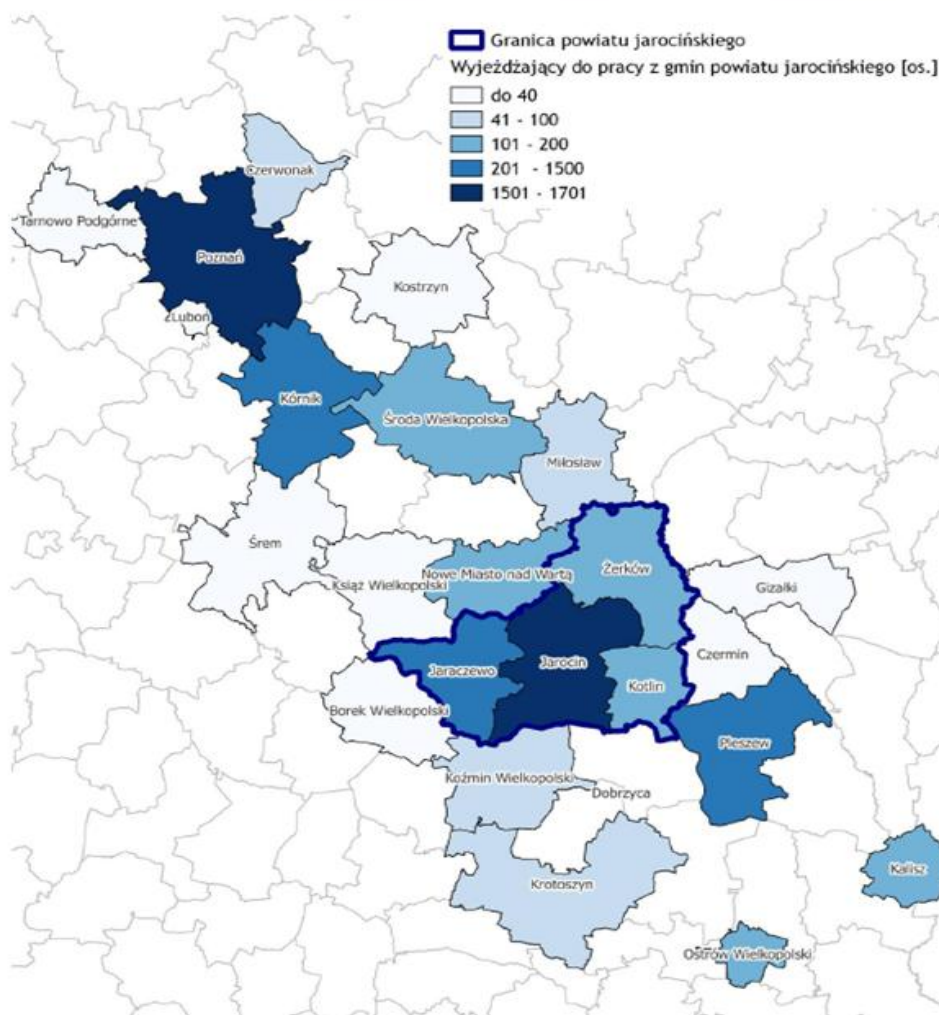 Granica powiatu jarocińskiego
Wyjeżdżający do pracy z gmin powiatu jarocińskiego [os.]
do 40
41 - 100
101 - 200
201 - 1500
1501 - 1701
Czerwonak
Tarnowo Podgórne
Poznań
Kostrzyn
Luboń
Kórnik
Środa Wielkopolska
Miłosław
Śrem
Książ Wielkopolski
Nowe Miasto nad Wartą
Żerków
Giżałki
Czermin
Jaraczewo
Jarocin
Kotlin
Borek Wielkopolski
Pleszew
Koźmin Wielkopolski
Dobrzyca
Krotoszyn
Kalisz
Ostrów Wielkopolski